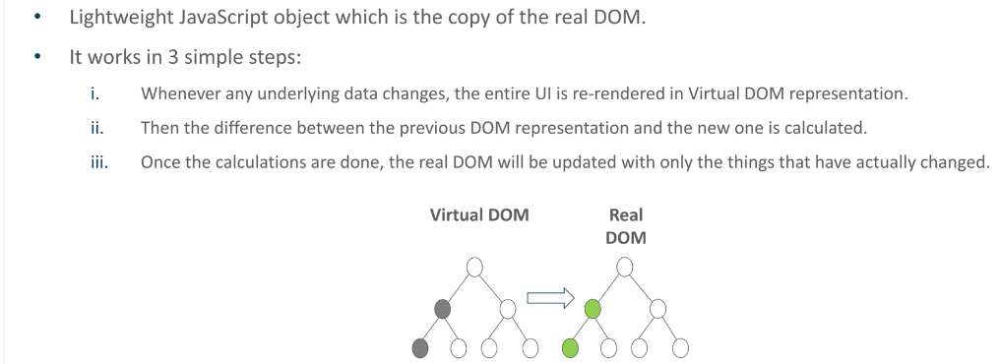 • Lightweight JavaScript object which is the copy of the real DOM.
• It works in 3 simple steps:
i. Whenever any underlying data changes, the entire UI is re-rendered in Virtual DOM representation.
ii. Then the difference between the previous DOM representation and the new one is calculated.
iii. Once the calculations are done, the real DOM will be updated with only the things that have actually changed.
Virtual DOM
Real
DOM